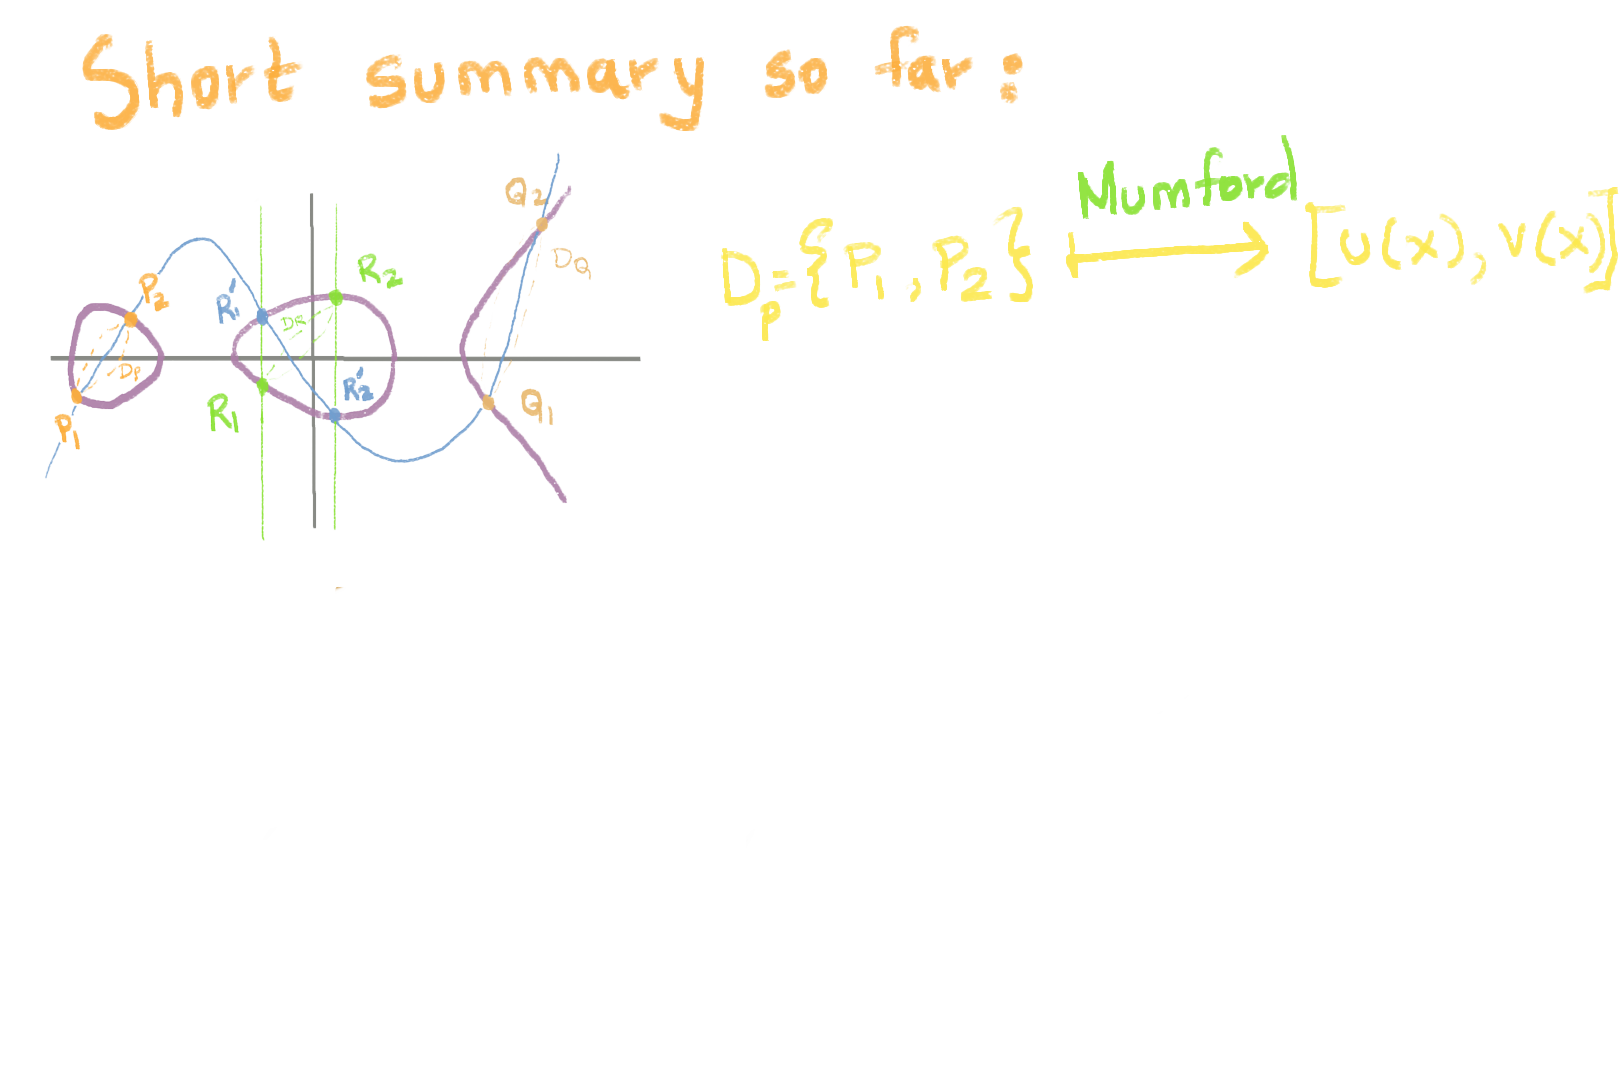 Short summary so far:
Mumford
D_P = {P_1, P_2} ⟼ [U(x), V(x)]
Q_2
D_Q
R_2
P_2
R_1'
D_R
D_P
R_2'
Q_1
R_1
P_1